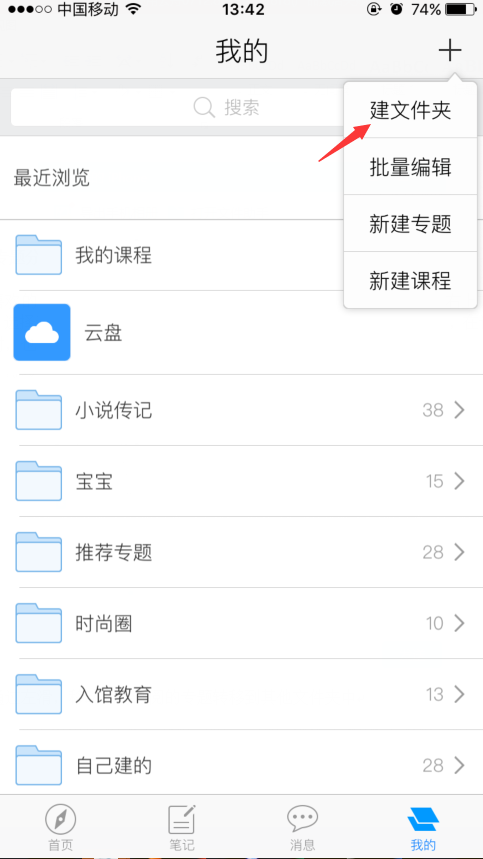 中国移动 13:42 74%
我的
搜索
建文件夹
批量编辑
新建专题
新建课程
最近浏览
我的课程
云盘
小说传记 38
宝宝 15
推荐专题 28
时尚圈 10
入馆教育 13
自己建的 28
首页 笔记 消息 我的